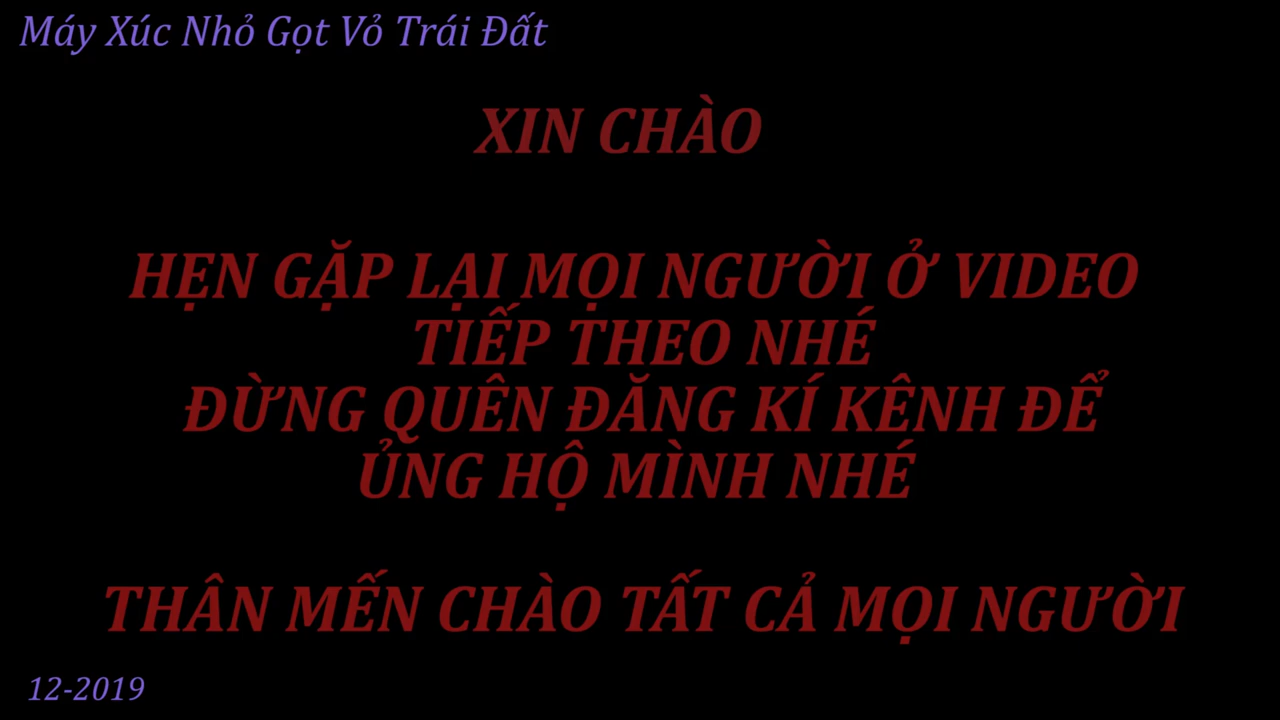 Máy Xúc Nhỏ Gọt Vỏ Trái Đất
XIN CHÀO
HẸN GẶP LẠI MỌI NGƯỜI Ở VIDEO
TIẾP THEO NHÉ
ĐỪNG QUÊN ĐĂNG KÍ KÊNH ĐỂ
ỦNG HỘ MÌNH NHÉ
THÂN MẾN CHÀO TẤT CẢ MỌI NGƯỜI
12-2019